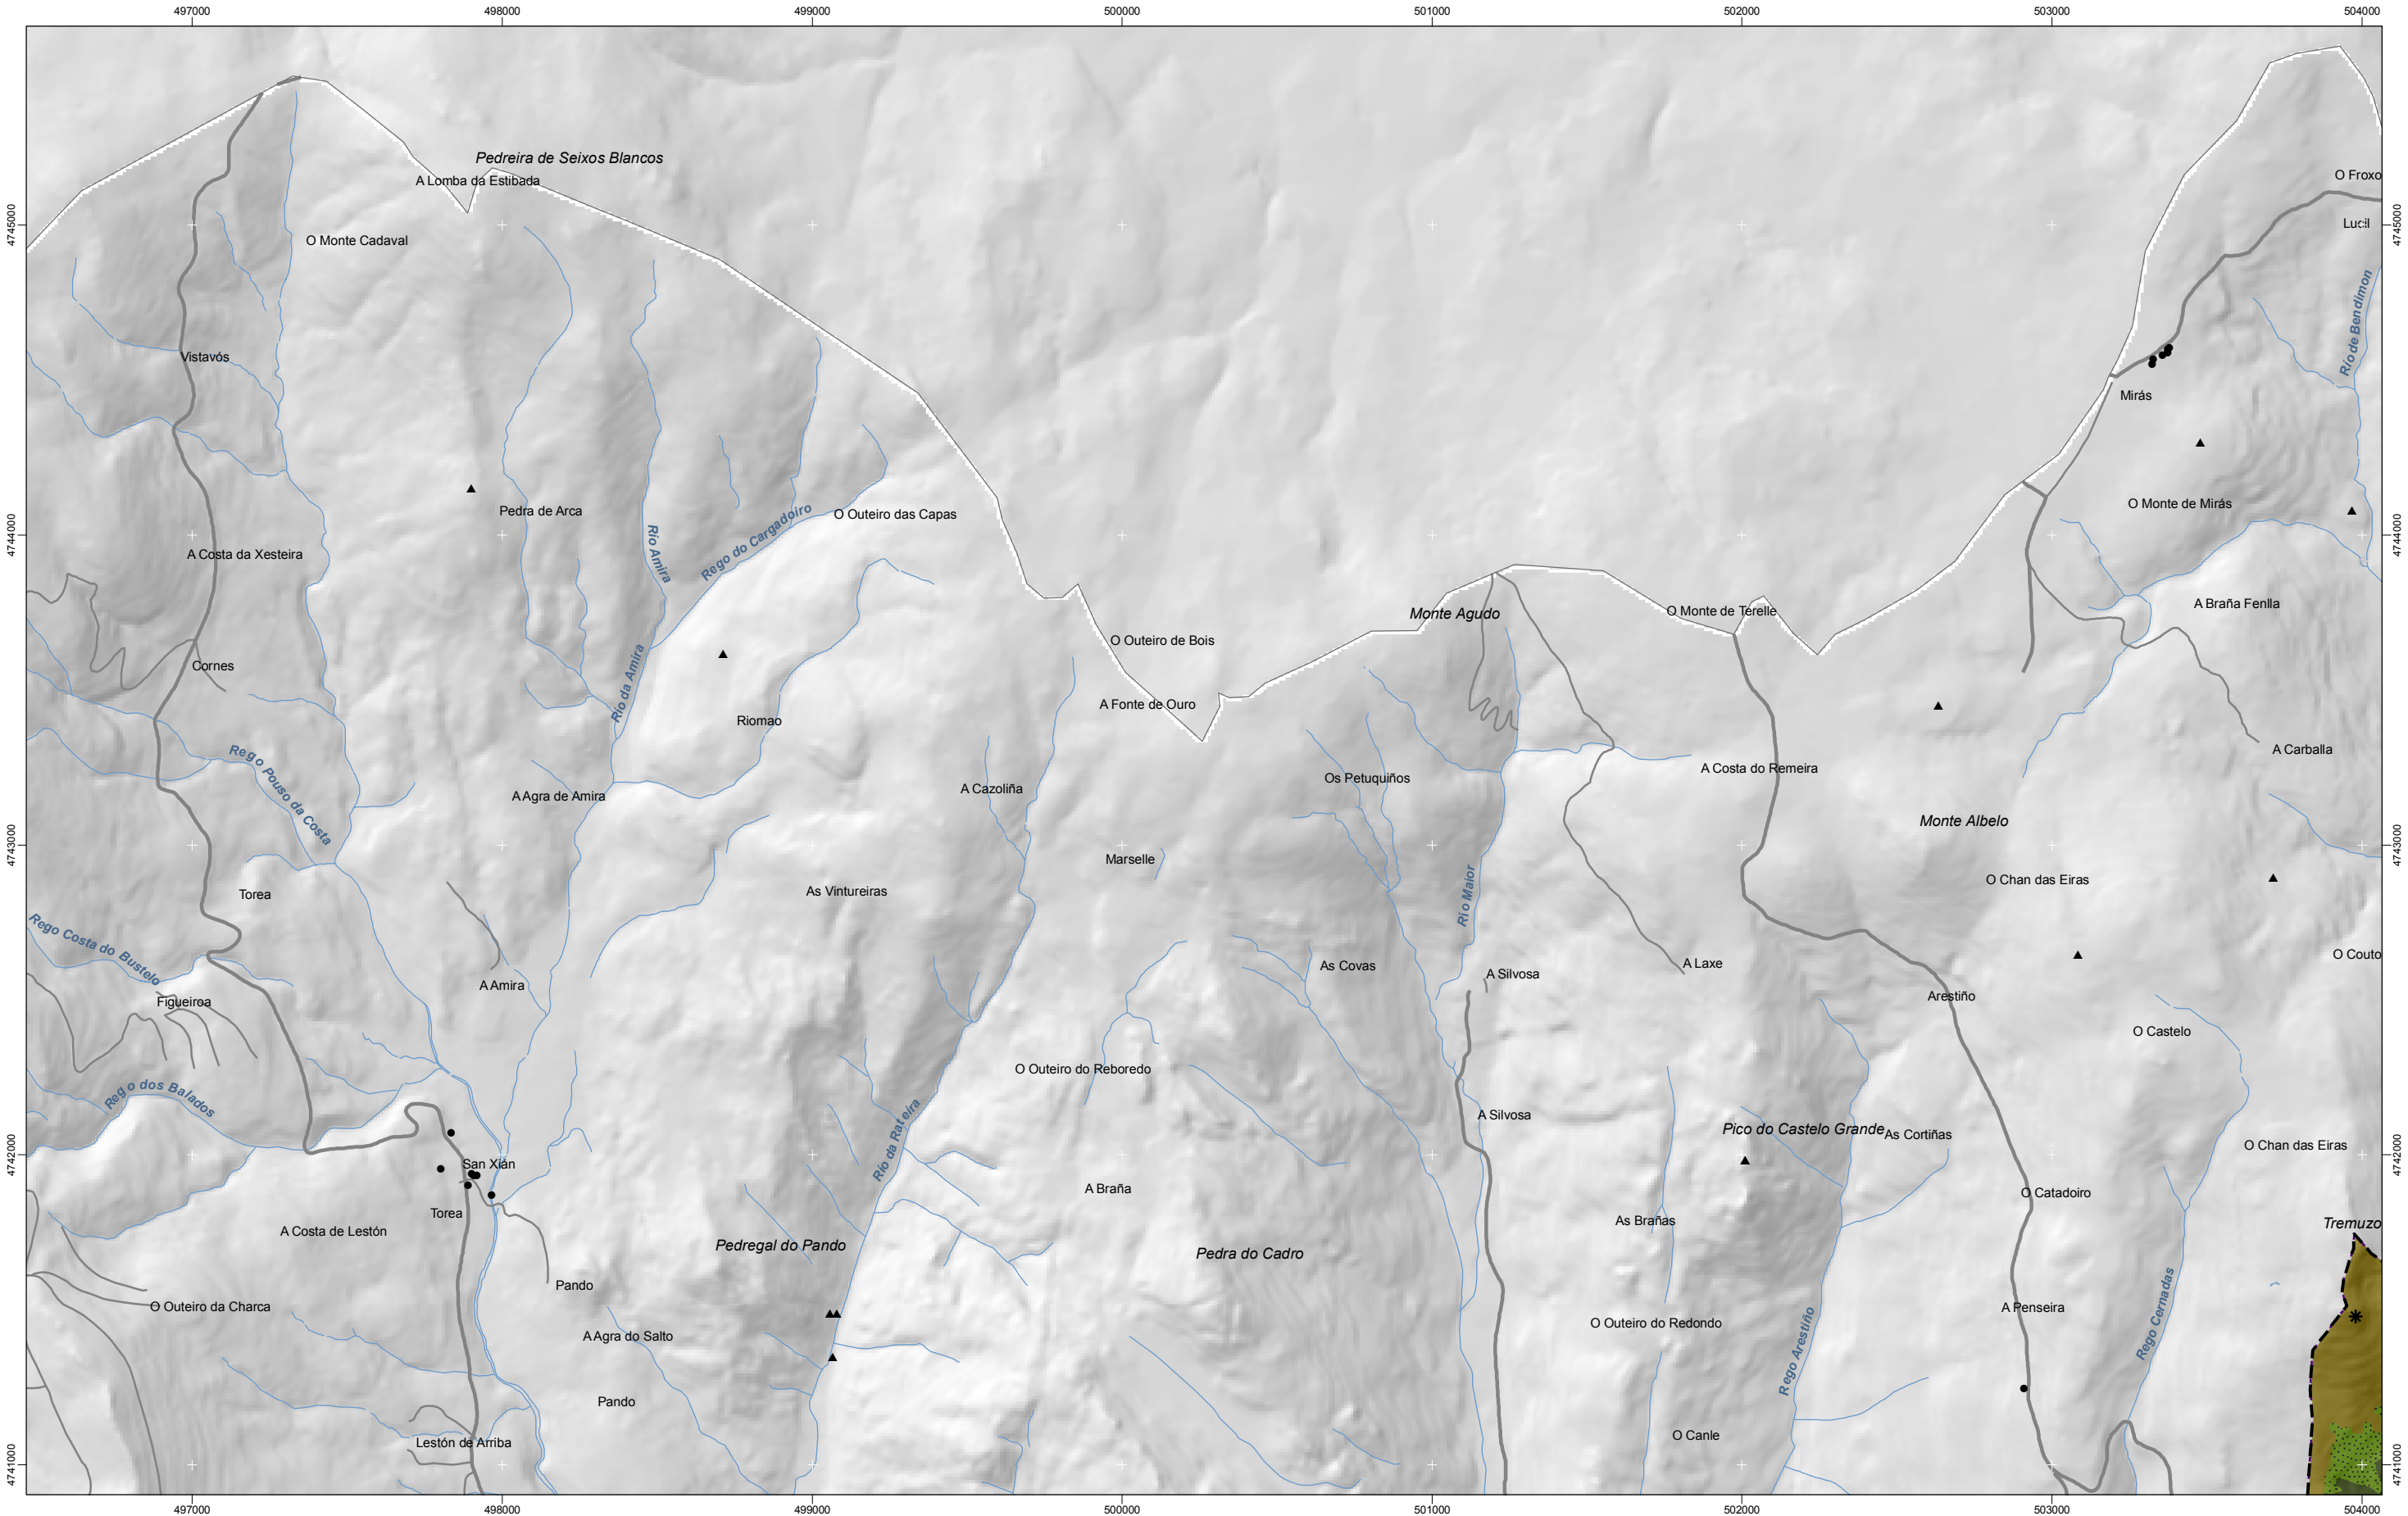 497000 498000 499000 500000 501000 502000 503000 504000
Pedreira de Seixos Blancos
A Lomba da Estibada
O Froxo
4745000
4745000
Lucil
O Monte Cadaval
Río de Bendimon
Vistavós
Mirás
Pedra de Arca
O Outeiro das Capas
O Monte de Mirás
4744000
4744000
Río Amira
Rego do Cargadoiro
A Costa da Xesteira
A Braña Fenlla
Monte Agudo
O Monte de Terelle
O Outeiro de Bois
Cornes
Río da Amira
A Fonte de Ouro
Riomao
Rego Pouso da Costa
A Carballa
A Costa do Remeira
Os Petuquiños
A Cazoliña
A Agra de Amira
Monte Albelo
4743000
4743000
Marselle
O Chan das Eiras
As Vintureiras
Torea
Río Maior
Rego Costa do Bustelo
O Couto
As Covas
A Laxe
A Silvosa
A Amira
Arestiño
Figueiroa
O Castelo
O Outeiro do Reboredo
Rego dos Balados
A Silvosa
Pico do Castelo Grande
As Cortiñas
Río da Rateira
O Chan das Eiras
4742000
4742000
San Xián
A Braña
O Catadoiro
Torea
As Brañas
Tremuzo
A Costa de Lestón
Pedregal do Pando
Pedra do Cadro
Pando
O Outeiro da Charca
A Penseira
Rego Cernadas
O Outeiro do Redondo
A Agra do Salto
Rego Arestiño
Pando
O Canle
Lestón de Arriba
4741000
4741000
497000 498000 499000 500000 501000 502000 503000 504000